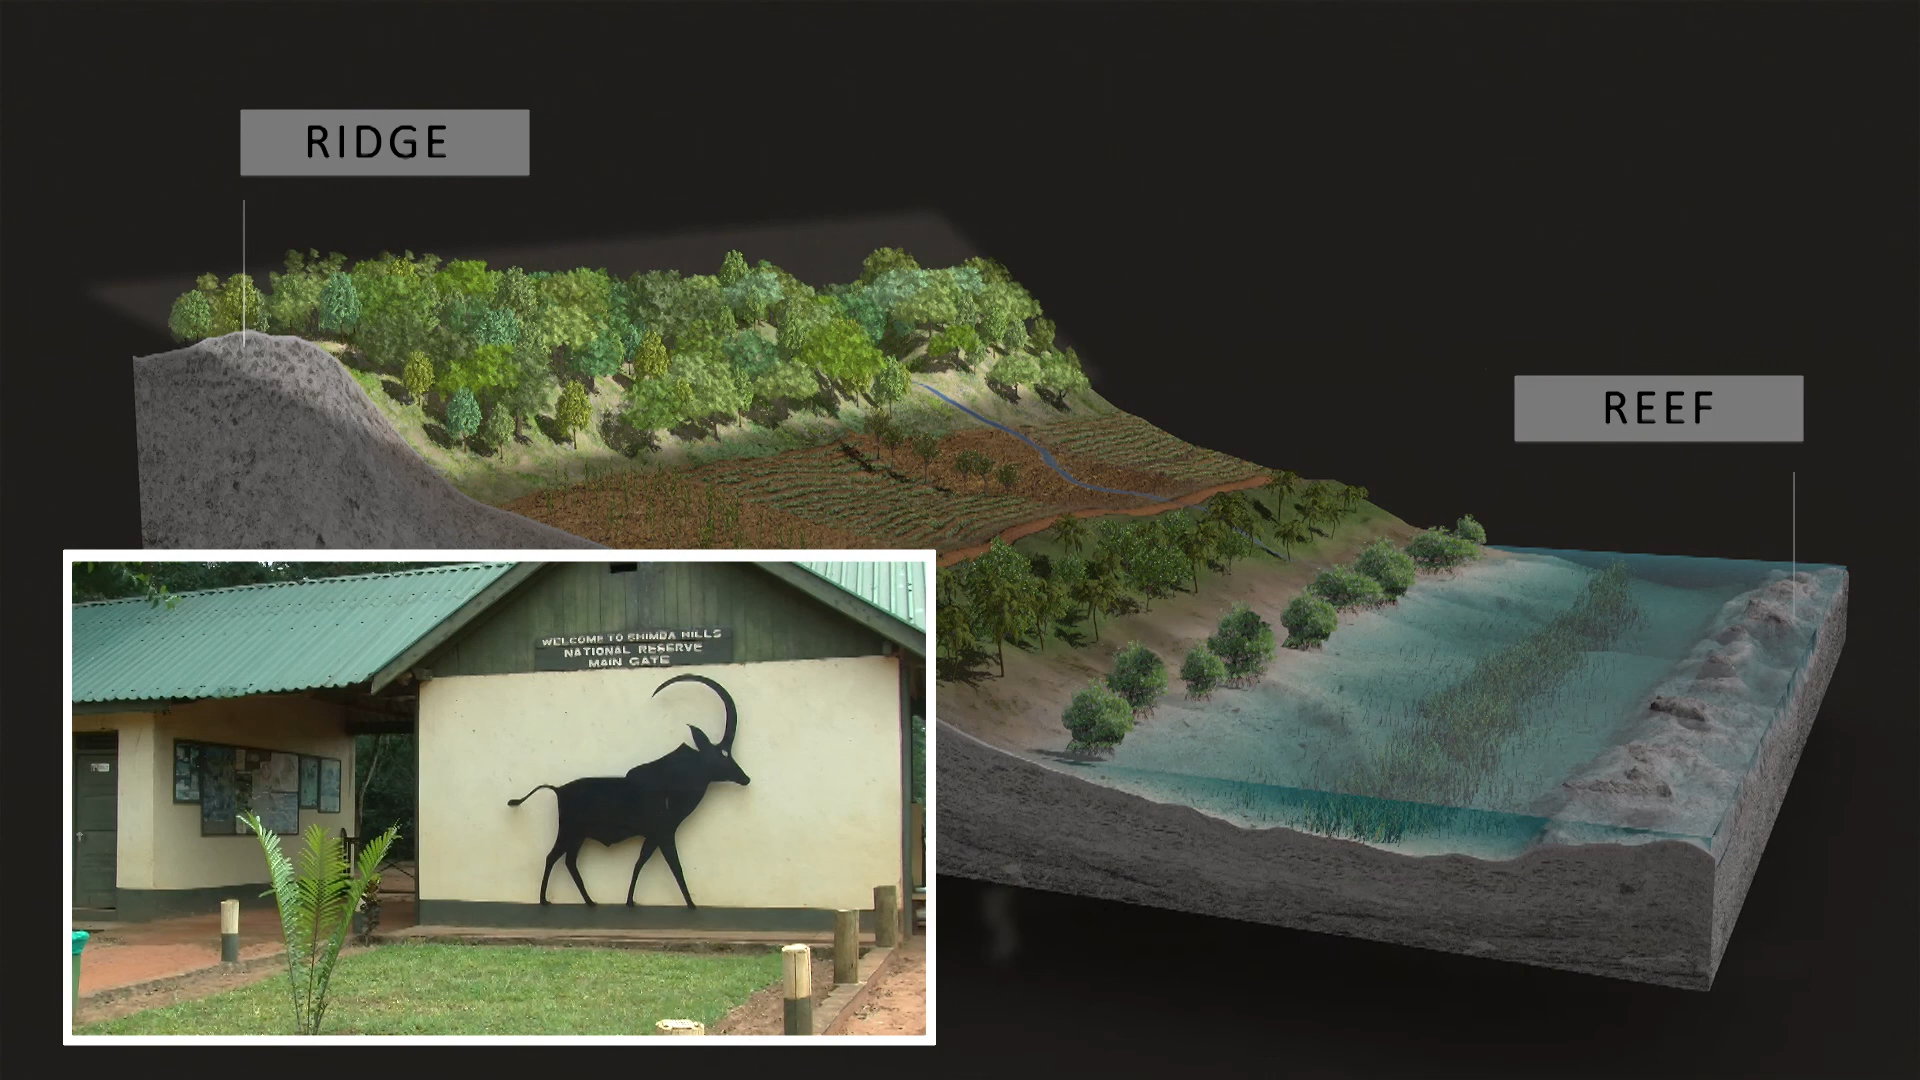 RIDGE
REEF
WELCOME TO SHIMBA HILLS
NATIONAL RESERVE
MAIN GATE